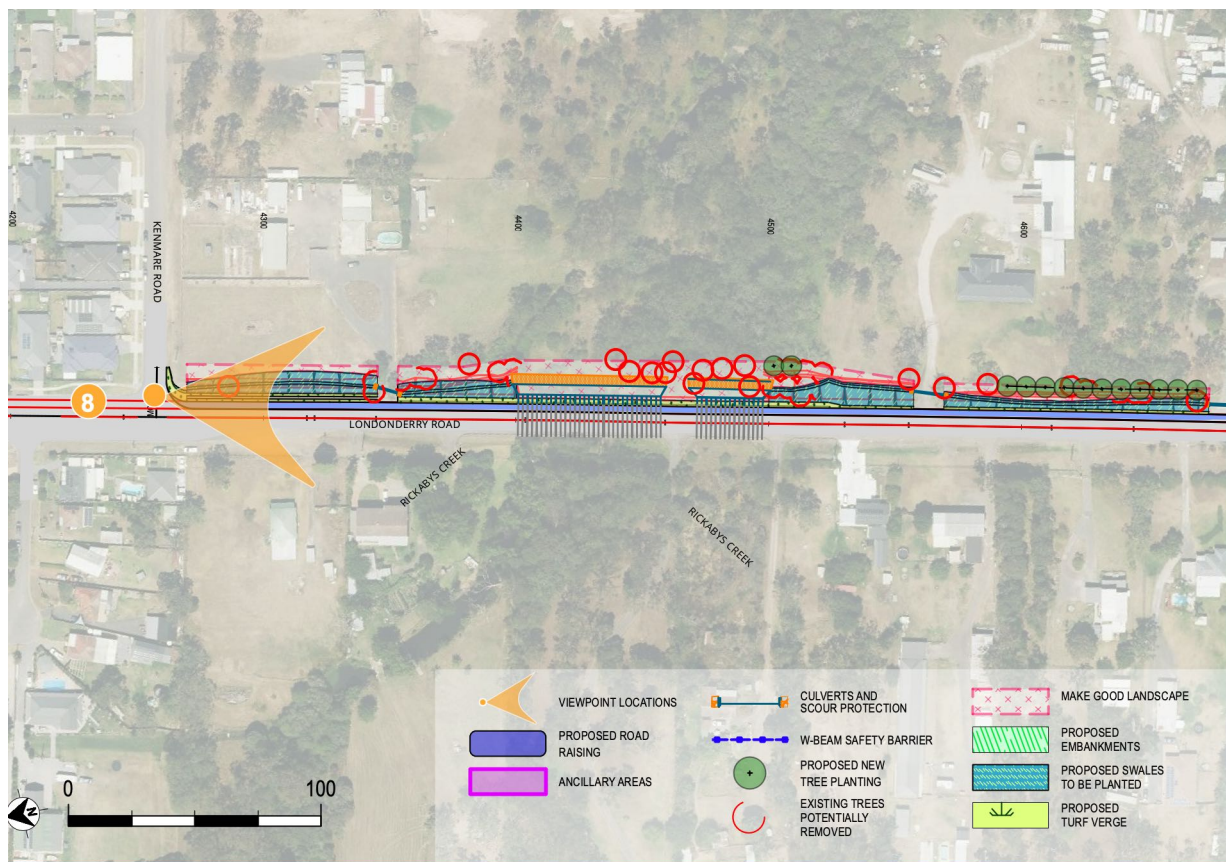 4200
4300
4400
4500
4600
KENMARE ROAD
8
LONDONDERRY ROAD
RICKABYS CREEK
RICKABYS CREEK
VIEWPOINT LOCATIONS
PROPOSED ROAD
RAISING
ANCILLARY AREAS
CULVERTS AND
SCOUR PROTECTION
W-BEAM SAFETY BARRIER
PROPOSED NEW
TREE PLANTING
EXISTING TREES
POTENTIALLY
REMOVED
MAKE GOOD LANDSCAPE
PROPOSED
EMBANKMENTS
PROPOSED SWALES
TO BE PLANTED
PROPOSED
TURF VERGE
0 100
N